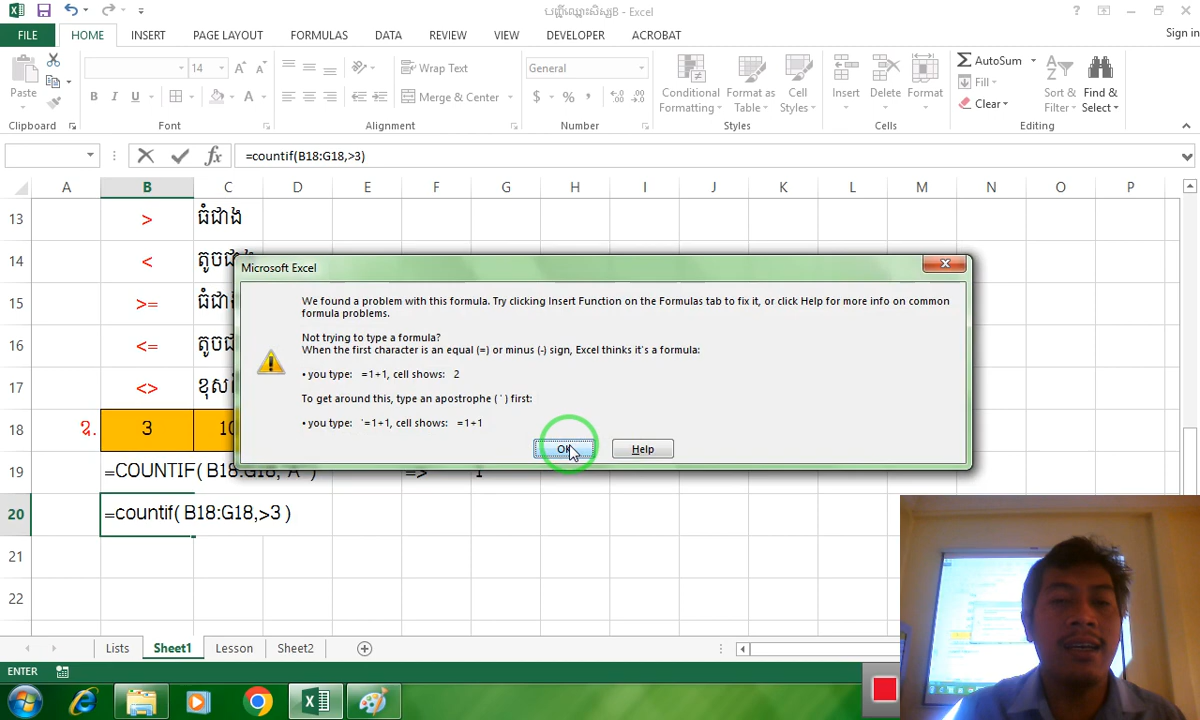 បញ្ជីឈ្មោះសិស្សB - Excel
Sign in
FILE HOME INSERT PAGE LAYOUT FORMULAS DATA REVIEW VIEW DEVELOPER ACROBAT
Paste
14
B I U
Wrap Text
Merge & Center
General
$ % ,
Conditional Formatting
Format as Table
Cell Styles
Insert Delete Format
AutoSum
Fill
Clear
Sort & Filter
Find & Select
Clipboard Font Alignment Number Styles Cells Editing
fx =countif(B18:G18,>3)
A B C D E F G H I J K L M N O P
13 > ធំជាង
14 <
15 >=
16 <=
17 <>
18 3
19 =COUNTIF( B18:G18,"A")
20 =countif( B18:G18,>3 )
21
22
Microsoft Excel
We found a problem with this formula. Try clicking Insert Function on the Formulas tab to fix it, or click Help for more info on common
formula problems.
Not trying to type a formula?
When the first character is an equal (=) or minus (-) sign, Excel thinks it's a formula:
• you type: =1+1, cell shows: 2
To get around this, type an apostrophe ( ' ) first:
• you type: '=1+1, cell shows: =1+1
OK Help
Lists Sheet1 Lesson Sheet2
ENTER